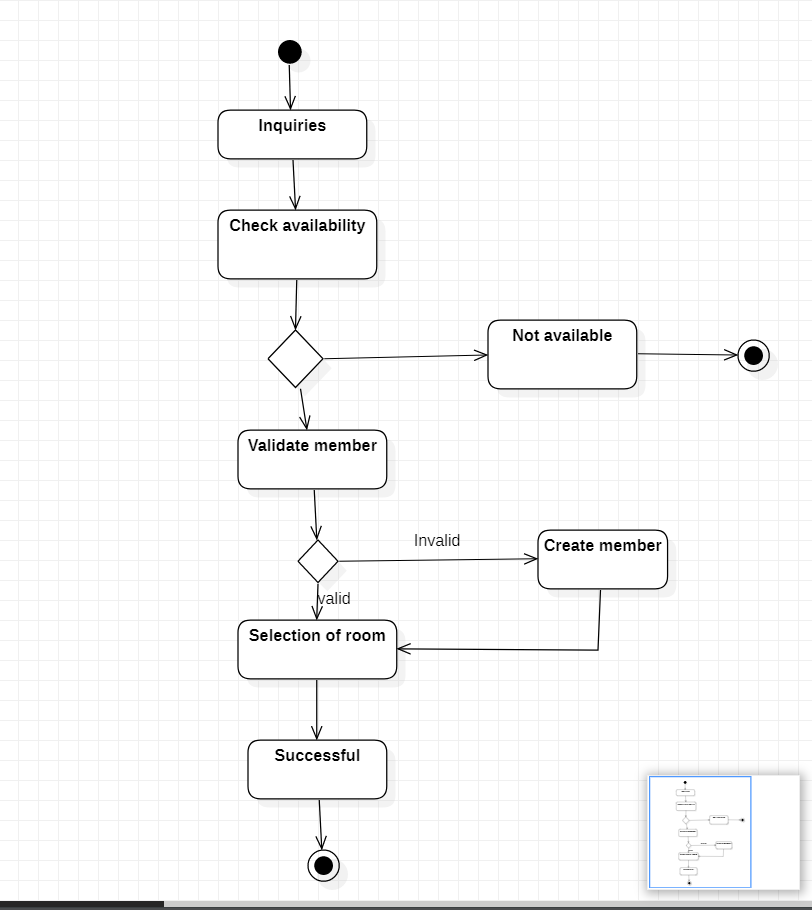 Inquiries
Check availability
Not available
Validate member
Invalid
Create member
valid
Selection of room
Successful